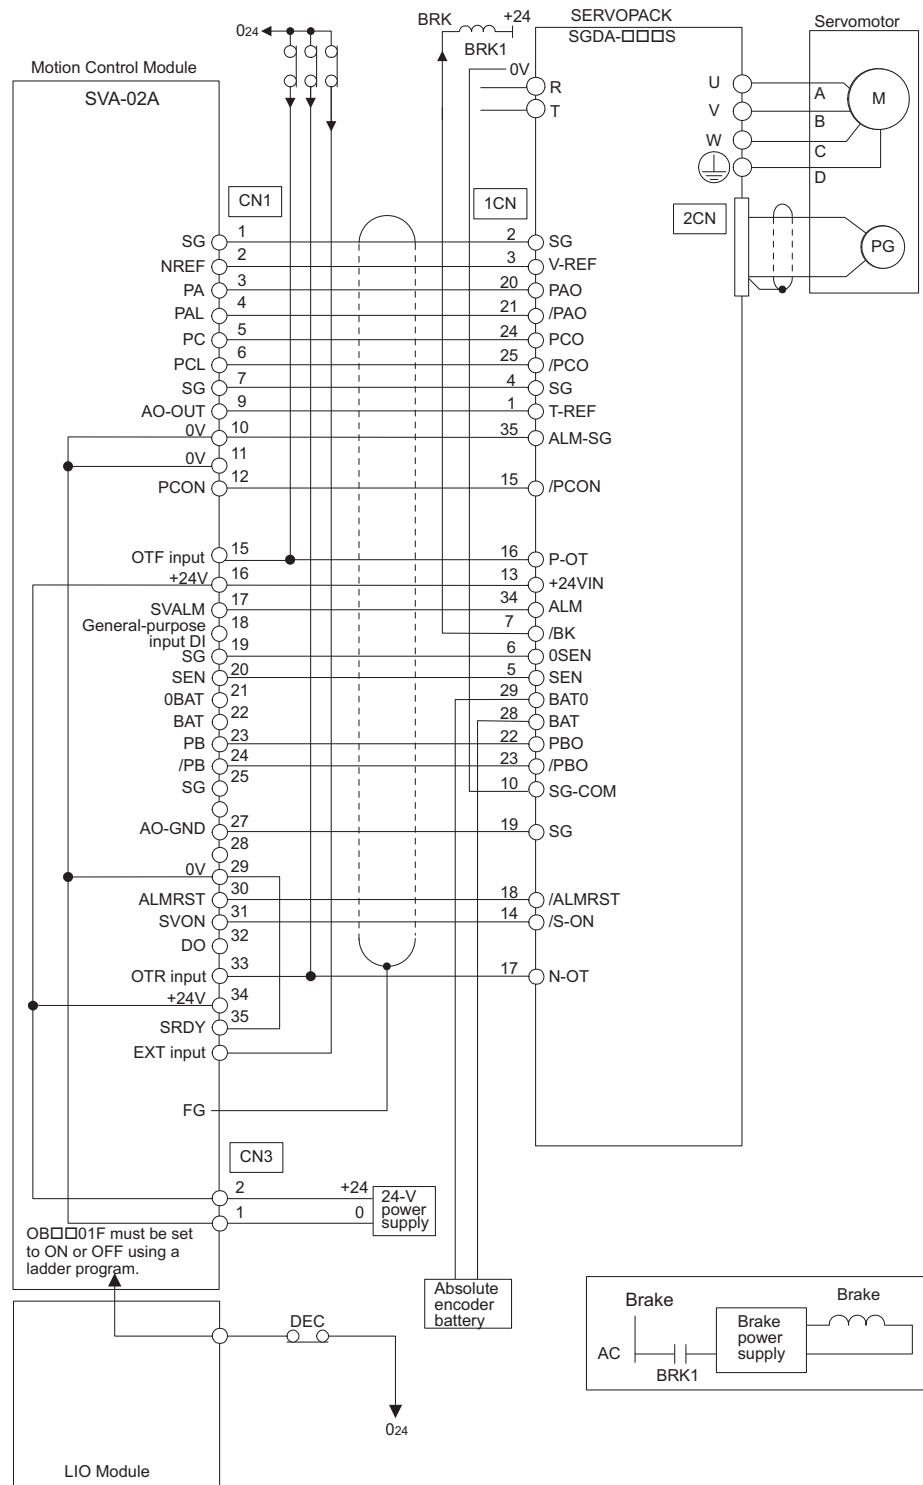 BRK +24
BRK1
SERVOPACK
SGDA-□□□S
Servomotor
024
Motion Control Module
SVA-02A
0V
R
T
U
V
W
A
B
C
D
M
CN1
1CN
2CN
PG
SG 1 2 SG
NREF 2 3 V-REF
PA 3 20 PAO
PAL 4 21 /PAO
PC 5 24 PCO
PCL 6 25 /PCO
SG 7 4 SG
AO-OUT 9 1 T-REF
0V 10 35 ALM-SG
0V 11
PCON 12 15 /PCON
OTF input 15 16 P-OT
+24V 16 13 +24VIN
SVALM 17 34 ALM
General-purpose
input DI 18 7 /BK
SG 19 6 0SEN
SEN 20 5 SEN
0BAT 21 29 BAT0
BAT 22 28 BAT
PB 23 22 PBO
/PB 24 23 /PBO
SG 25 10 SG-COM
AO-GND 27 19 SG
28
0V 29
ALMRST 30 18 /ALMRST
SVON 31 14 /S-ON
DO 32
OTR input 33 17 N-OT
+24V 34
SRDY 35
EXT input
FG
CN3
2 +24
1 0
24-V
power
supply
OB□□01F must be set
to ON or OFF using a
ladder program.
Absolute
encoder
battery
DEC
024
LIO Module
Brake
AC
BRK1
Brake
power
supply
Brake